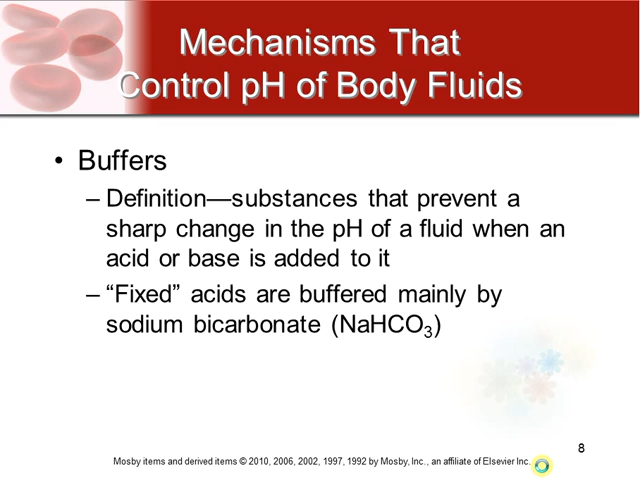 Mechanisms That
Control pH of Body Fluids
• Buffers
– Definition—substances that prevent a
sharp change in the pH of a fluid when an
acid or base is added to it
– “Fixed” acids are buffered mainly by
sodium bicarbonate (NaHCO₃)
8
Mosby items and derived items © 2010, 2006, 2002, 1997, 1992 by Mosby, Inc., an affiliate of Elsevier Inc.